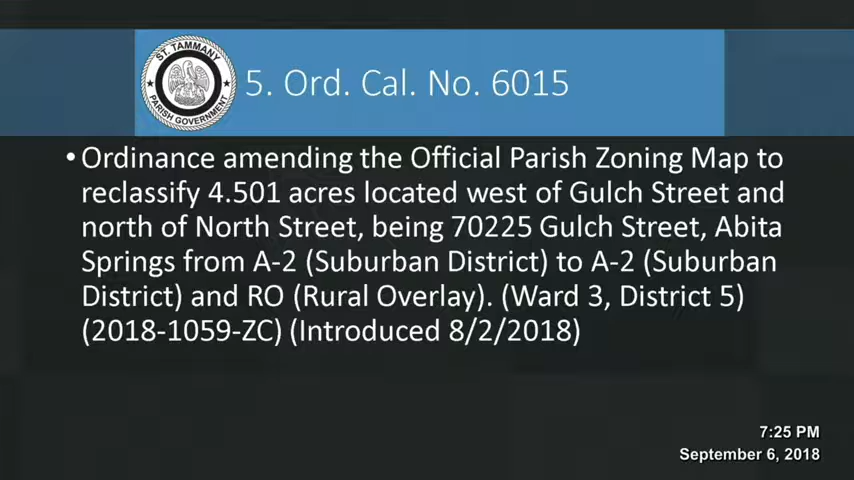 ST. TAMMANY
PARISH GOVERNMENT
5. Ord. Cal. No. 6015
• Ordinance amending the Official Parish Zoning Map to
reclassify 4.501 acres located west of Gulch Street and
north of North Street, being 70225 Gulch Street, Abita
Springs from A-2 (Suburban District) to A-2 (Suburban
District) and RO (Rural Overlay). (Ward 3, District 5)
(2018-1059-ZC) (Introduced 8/2/2018)
7:25 PM
September 6, 2018